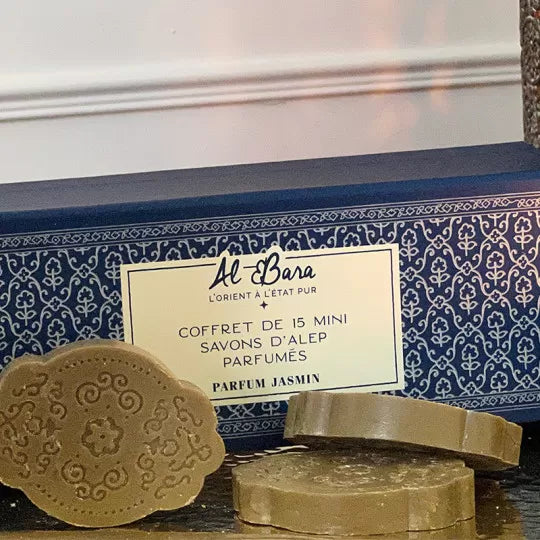 Al-Bara
L'ORIENT À L'ÉTAT PUR
COFFRET DE 15 MINI
SAVONS D'ALEP
PARFUMÉS
PARFUM JASMIN